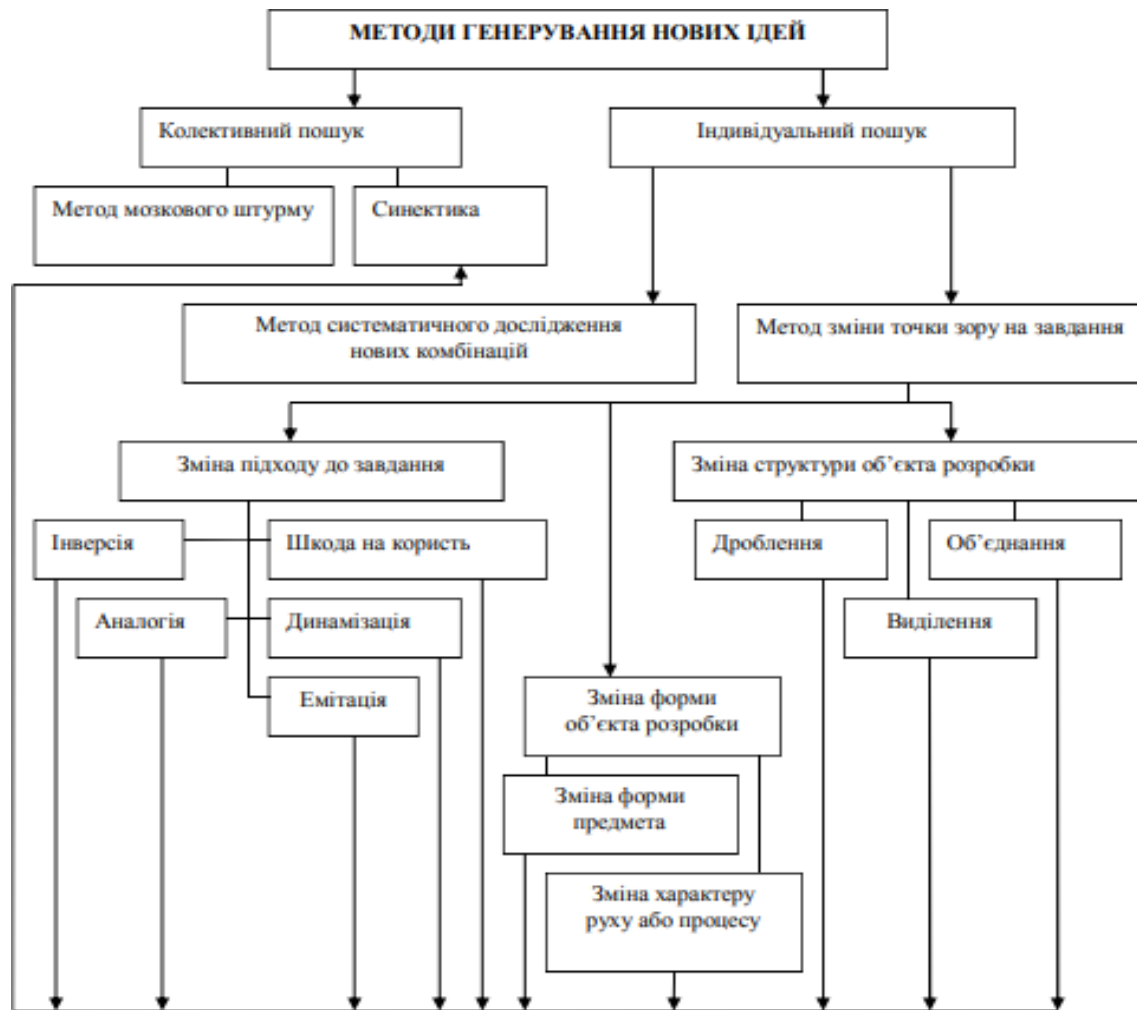 МЕТОДИ ГЕНЕРУВАННЯ НОВИХ ІДЕЙ
Колективний пошук
Індивідуальний пошук
Метод мозкового штурму
Синектика
Метод систематичного дослідження
нових комбінацій
Метод зміни точки зору на завдання
Зміна підходу до завдання
Зміна структури об’єкта розробки
Інверсія
Шкода на користь
Дроблення
Об’єднання
Аналогія
Динамізація
Виділення
Емітація
Зміна форми
об’єкта розробки
Зміна форми
предмета
Зміна характеру
руху або процесу